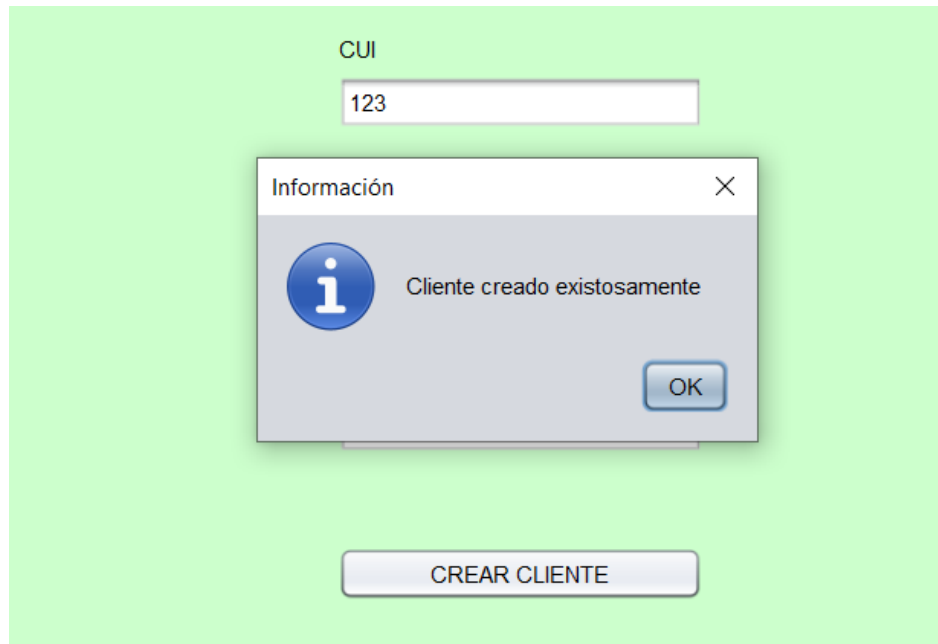 CUI
123
Información
Cliente creado existosamente
OK
CREAR CLIENTE